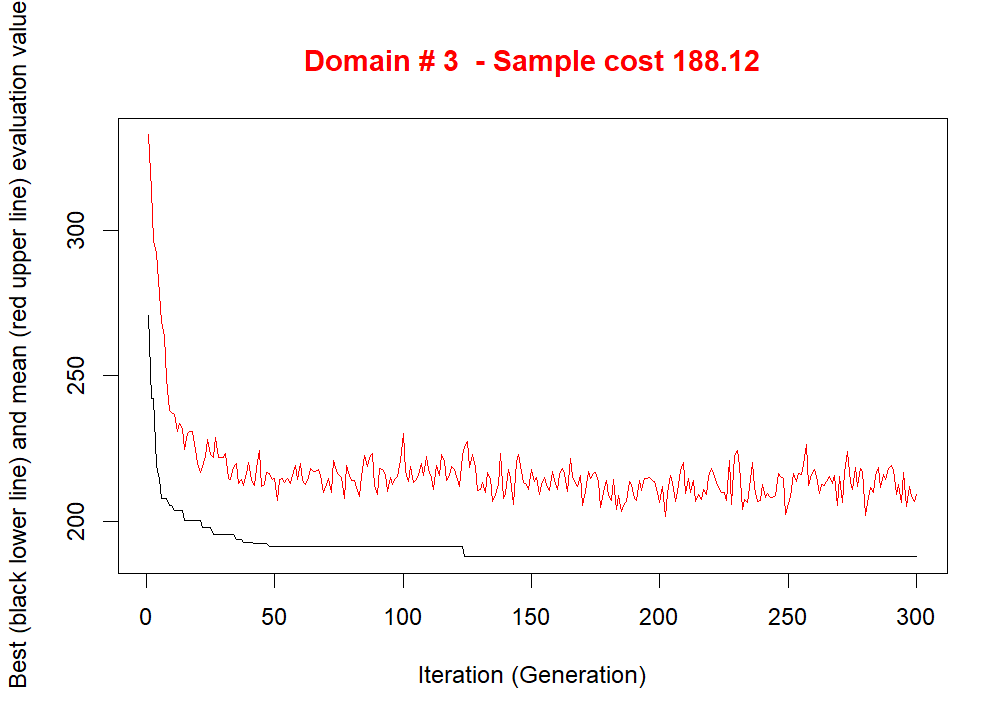 Domain # 3  - Sample cost 188.12
Best (black lower line) and mean (red upper line) evaluation value
300
250
200
0 50 100 150 200 250 300
Iteration (Generation)